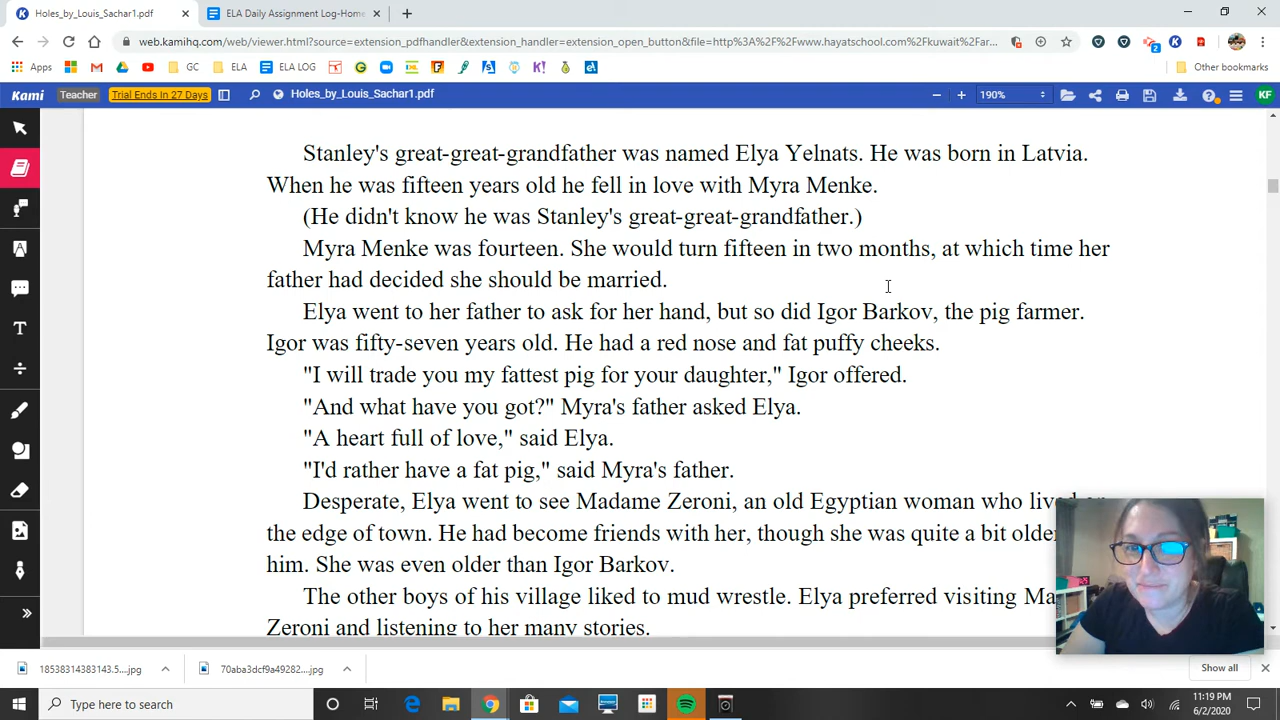 Holes_by_Louis_Sachar1.pdf
ELA Daily Assignment Log-Home
web.kamihq.com/web/viewer.html?source=extension_pdfhandler&extension_handler=extension_open_button&file=http%3A%2F%2Fwww.hayatschool.com%2Fkuwait%2Far...
Apps GC ELA ELA LOG Other bookmarks
Kami Teacher Trial Ends In 27 Days Holes_by_Louis_Sachar1.pdf 190% KF
Stanley's great-great-grandfather was named Elya Yelnats. He was born in Latvia.
When he was fifteen years old he fell in love with Myra Menke.
(He didn't know he was Stanley's great-great-grandfather.)
Myra Menke was fourteen. She would turn fifteen in two months, at which time her
father had decided she should be married.
Elya went to her father to ask for her hand, but so did Igor Barkov, the pig farmer.
Igor was fifty-seven years old. He had a red nose and fat puffy cheeks.
"I will trade you my fattest pig for your daughter," Igor offered.
"And what have you got?" Myra's father asked Elya.
"A heart full of love," said Elya.
"I'd rather have a fat pig," said Myra's father.
Desperate, Elya went to see Madame Zeroni, an old Egyptian woman who lived on
the edge of town. He had become friends with her, though she was quite a bit older
him. She was even older than Igor Barkov.
The other boys of his village liked to mud wrestle. Elya preferred visiting Ma
Zeroni and listening to her many stories.
18538314383143.5....jpg 70aba3dcf9a49282....jpg Show all
Type here to search
11:19 PM
6/2/2020